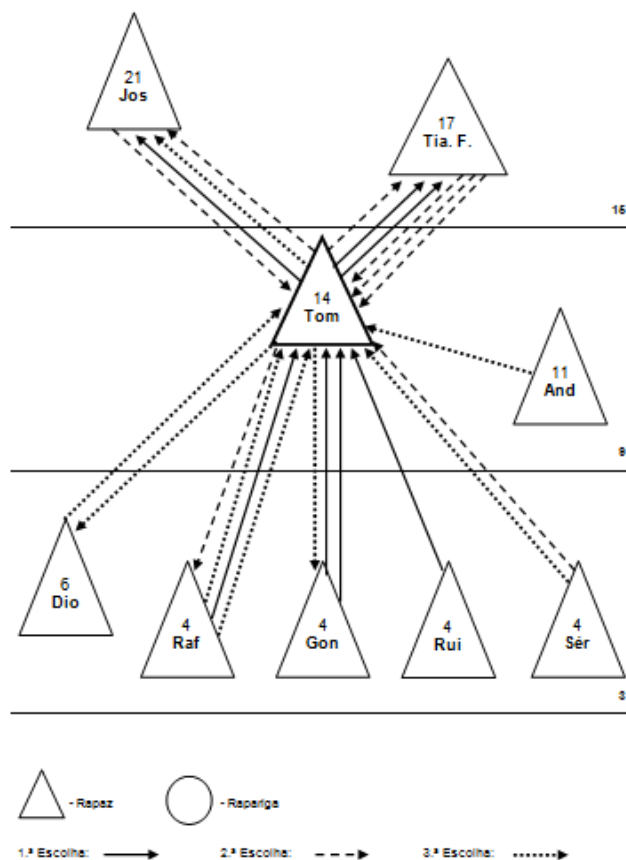 21
Jos
17
Tia. F.
15
14
Tom
11
And
9
6
Dio
4
Raf
4
Gon
4
Rui
4
Sér
3
- Rapaz
- Rapariga
1.ª Escolha:
2.ª Escolha:
3.ª Escolha: